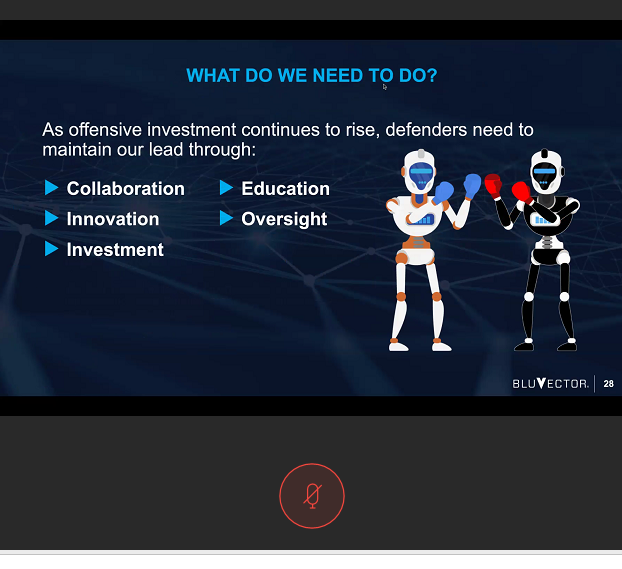 WHAT DO WE NEED TO DO?
As offensive investment continues to rise, defenders need to
maintain our lead through:
Collaboration
Innovation
Investment
Education
Oversight
BLUVECTOR. 28